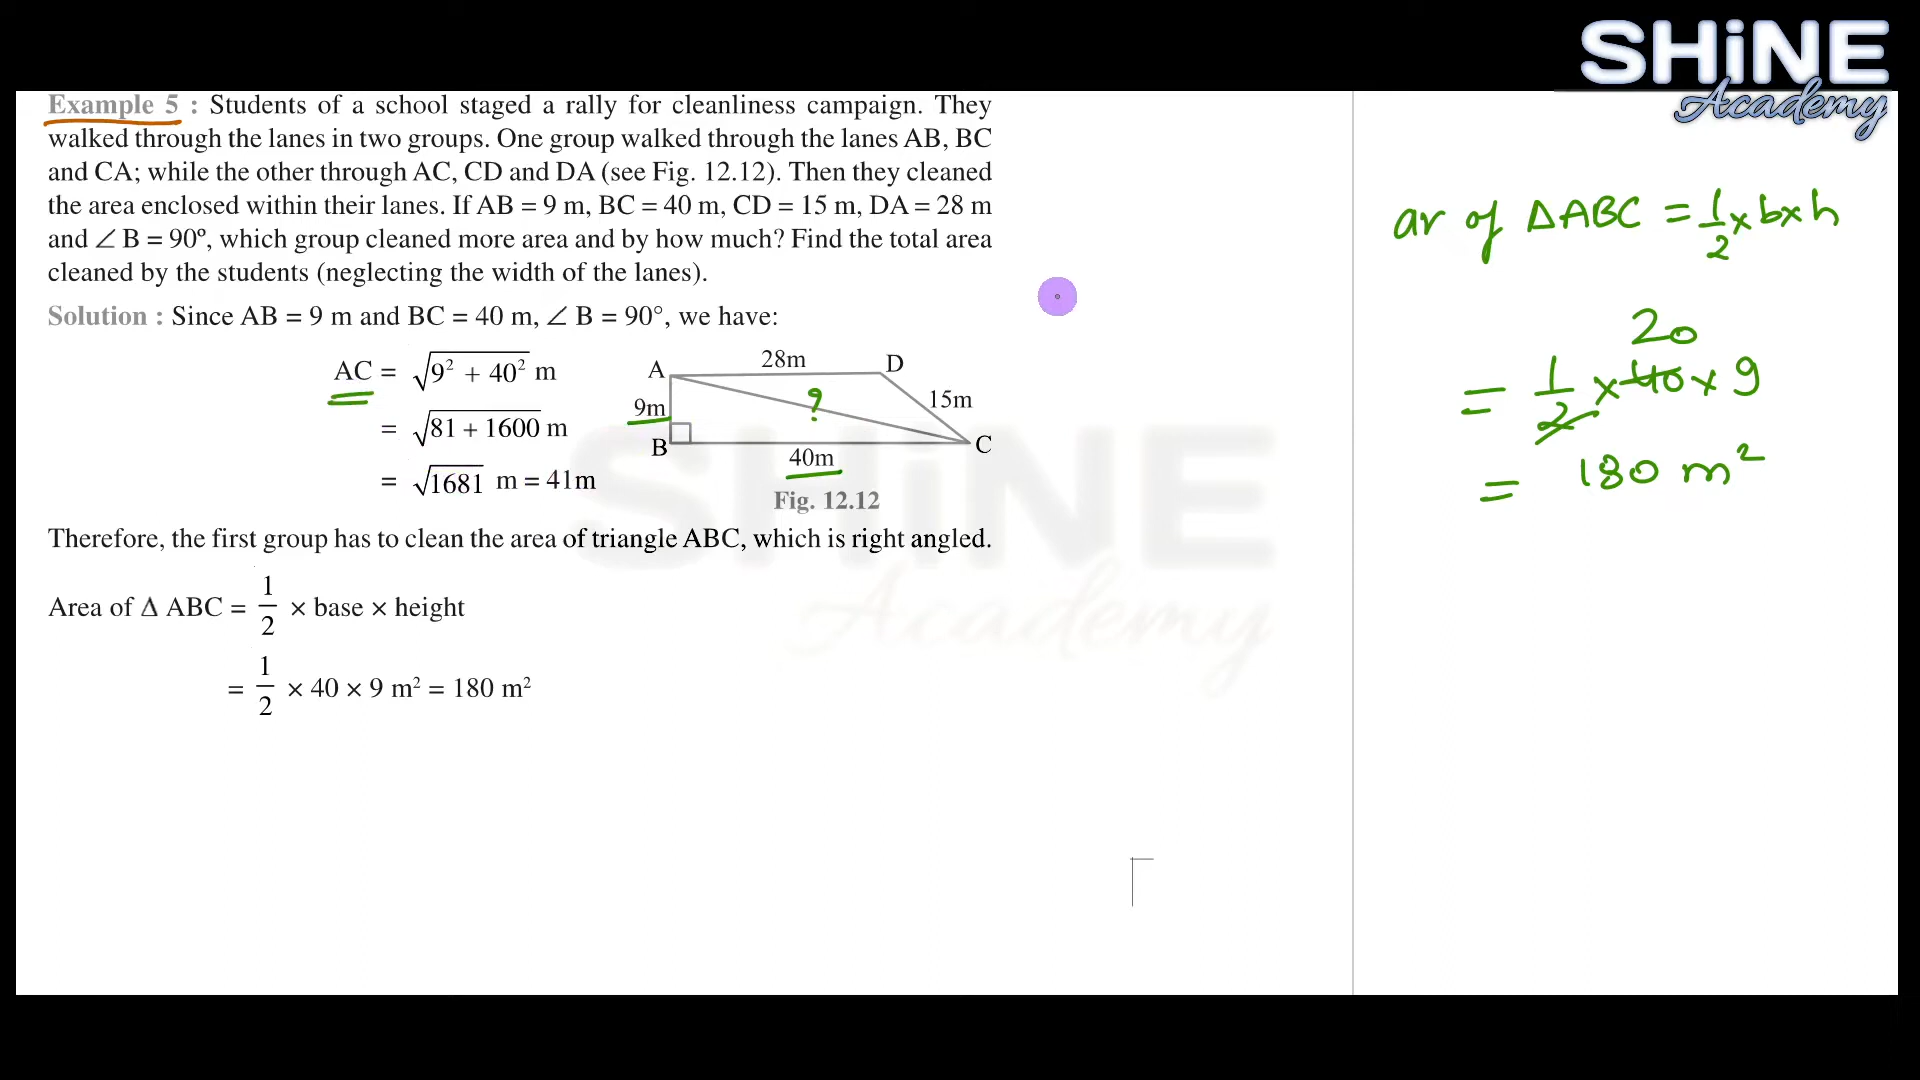 SHiNE
Academy
Example 5 : Students of a school staged a rally for cleanliness campaign. They
walked through the lanes in two groups. One group walked through the lanes AB, BC
and CA; while the other through AC, CD and DA (see Fig. 12.12). Then they cleaned
the area enclosed within their lanes. If AB = 9 m, BC = 40 m, CD = 15 m, DA = 28 m
and ∠ B = 90º, which group cleaned more area and by how much? Find the total area
cleaned by the students (neglecting the width of the lanes).
Solution : Since AB = 9 m and BC = 40 m, ∠ B = 90°, we have:
AC = √(9² + 40²) m
= √(81 + 1600) m
= √1681 m = 41m
A 28m D
9m ? 15m
B 40m C
Fig. 12.12
Therefore, the first group has to clean the area of triangle ABC, which is right angled.
Area of Δ ABC = 1/2 × base × height
= 1/2 × 40 × 9 m² = 180 m²
SHiNE
Academy
ar of ΔABC = 1/2 × b × h
20
= 1/2 × 40 × 9
= 180 m²